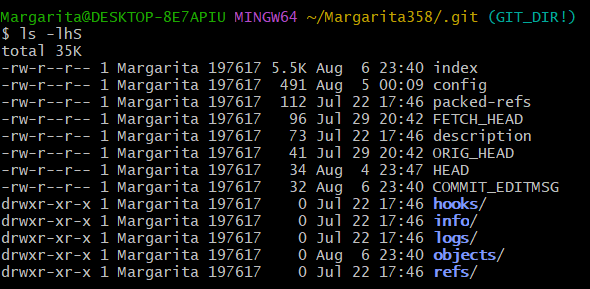 Margarita@DESKTOP-8E7APIU MINGW64 ~/Margarita358/.git (GIT_DIR!)
$ ls -lhS
total 35K
-rw-r--r-- 1 Margarita 197617 5.5K Aug  6 23:40 index
-rw-r--r-- 1 Margarita 197617  491 Aug  5 00:09 config
-rw-r--r-- 1 Margarita 197617  112 Jul 22 17:46 packed-refs
-rw-r--r-- 1 Margarita 197617   96 Jul 29 20:42 FETCH_HEAD
-rw-r--r-- 1 Margarita 197617   73 Jul 22 17:46 description
-rw-r--r-- 1 Margarita 197617   41 Jul 29 20:42 ORIG_HEAD
-rw-r--r-- 1 Margarita 197617   34 Aug  4 23:47 HEAD
-rw-r--r-- 1 Margarita 197617   32 Aug  6 23:40 COMMIT_EDITMSG
drwxr-xr-x 1 Margarita 197617    0 Jul 22 17:46 hooks/
drwxr-xr-x 1 Margarita 197617    0 Jul 22 17:46 info/
drwxr-xr-x 1 Margarita 197617    0 Jul 22 17:46 logs/
drwxr-xr-x 1 Margarita 197617    0 Aug  6 23:40 objects/
drwxr-xr-x 1 Margarita 197617    0 Jul 22 17:46 refs/